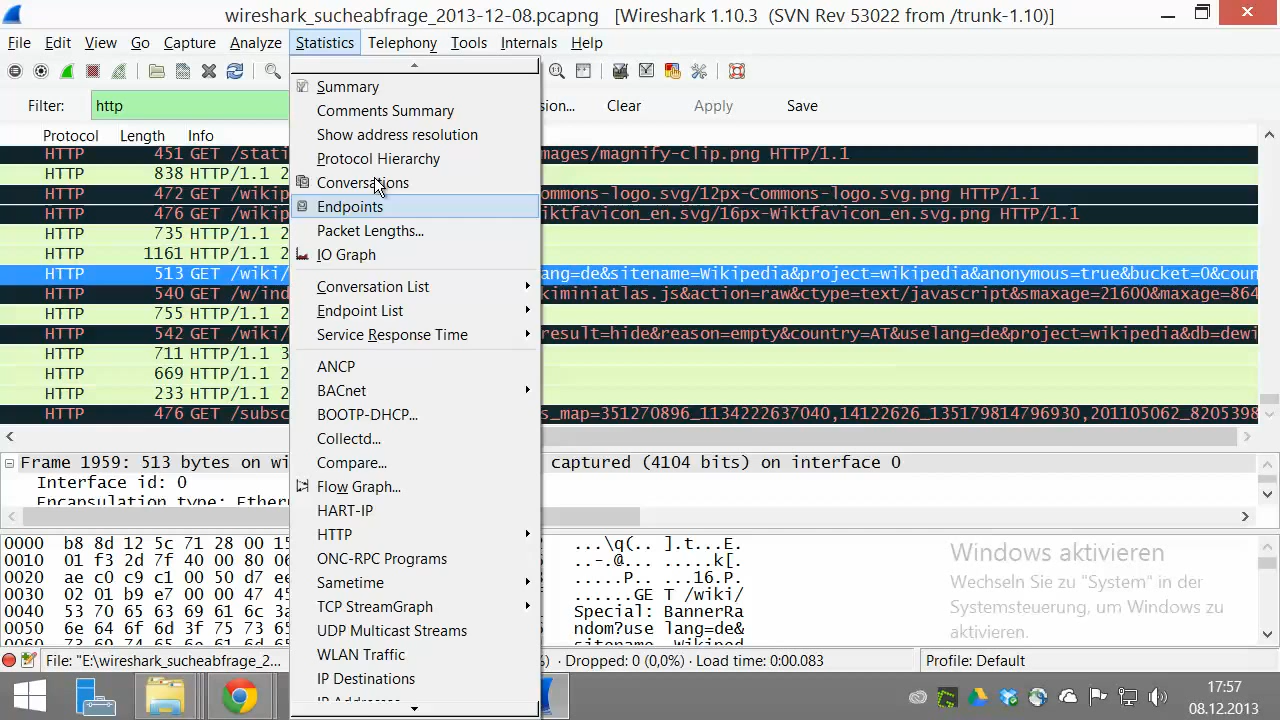 wireshark_sucheabfrage_2013-12-08.pcapng [Wireshark 1.10.3 (SVN Rev 53022 from /trunk-1.10)]
File Edit View Go Capture Analyze Statistics Telephony Tools Internals Help
Filter: http sion... Clear Apply Save
Summary
Comments Summary
Show address resolution
Protocol Hierarchy
Conversations
Endpoints
Packet Lengths...
IO Graph
Conversation List
Endpoint List
Service Response Time
ANCP
BACnet
BOOTP-DHCP...
Collectd...
Compare...
Flow Graph...
HART-IP
HTTP
ONC-RPC Programs
Sametime
TCP StreamGraph
UDP Multicast Streams
WLAN Traffic
IP Destinations
Protocol Length Info
HTTP 451 GET /stati mages/magnify-clip.png HTTP/1.1
HTTP 838 HTTP/1.1 2
HTTP 472 GET /wikip ommons-logo.svg/12px-Commons-logo.svg.png HTTP/1.1
HTTP 476 GET /wikip iktfavicon_en.svg/16px-Wiktfavicon_en.svg.png HTTP/1.1
HTTP 735 HTTP/1.1 2
HTTP 1161 HTTP/1.1 2
HTTP 513 GET /wiki/ ang=de&sitename=Wikipedia&project=wikipedia&anonymous=true&bucket=0&coun
HTTP 540 GET /w/ind kiminiatlas.js&action=raw&ctype=text/javascript&smaxage=21600&maxage=864
HTTP 755 HTTP/1.1 2
HTTP 542 GET /wiki/ result=hide&reason=empty&country=AT&uselang=de&project=wikipedia&db=dewi
HTTP 711 HTTP/1.1 3
HTTP 669 HTTP/1.1 2
HTTP 233 HTTP/1.1 2
HTTP 476 GET /subsc s_map=351270896_1134222637040,14122626_135179814796930,201105062_8205398
Frame 1959: 513 bytes on wi captured (4104 bits) on interface 0
Interface id: 0
Encapsulation type: Ether
0000 b8 8d 12 5c 71 28 00 15 ...\q(.. ].t...E.
0010 01 f3 2d 7f 40 00 80 06 ..-.@... .....k[.
0020 ae c0 c9 c1 00 50 d7 ee .....P.. ...16.P.
0030 02 01 b9 e7 00 00 47 45 ......GE T /wiki/
0040 53 70 65 63 69 61 6c 3a Special: BannerRa
0050 6e 64 6f 6d 3f 75 73 65 ndom?use lang=de&
Windows aktivieren
Wechseln Sie zu "System" in der
Systemsteuerung, um Windows zu
aktivieren.
File: "E:\wireshark_sucheabfrage_2... %) · Dropped: 0 (0,0%) · Load time: 0:00.083 Profile: Default
17:57
08.12.2013